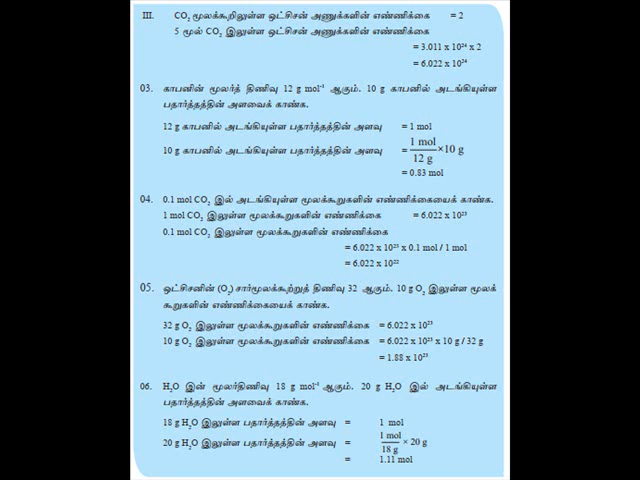 III. CO₂ மூலக்கூறிலுள்ள ஒட்சிசன் அணுக்களின் எண்ணிக்கை = 2
5 மூல் CO₂ இலுள்ள ஒட்சிசன் அணுக்களின் எண்ணிக்கை
= 3.011 x 10²⁴ x 2
= 6.022 x 10²⁴
03. காபனின் மூலர்த் திணிவு 12 g mol⁻¹ ஆகும். 10 g காபனில் அடங்கியுள்ள
பதார்த்தத்தின் அளவைக் காண்க.
12 g காபனில் அடங்கியுள்ள பதார்த்தத்தின் அளவு = 1 mol
10 g காபனில் அடங்கியுள்ள பதார்த்தத்தின் அளவு = 1 mol / 12 g × 10 g
= 0.83 mol
04. 0.1 mol CO₂ இல் அடங்கியுள்ள மூலக்கூறுகளின் எண்ணிக்கையைக் காண்க.
1 mol CO₂ இலுள்ள மூலக்கூறுகளின் எண்ணிக்கை = 6.022 x 10²³
0.1 mol CO₂ இலுள்ள மூலக்கூறுகளின் எண்ணிக்கை
= 6.022 x 10²³ x 0.1 mol / 1 mol
= 6.022 x 10²²
05. ஒட்சிசனின் (O₂) சார்மூலக்கூற்றுத் திணிவு 32 ஆகும். 10 g O₂ இலுள்ள மூலக்
கூறுகளின் எண்ணிக்கையைக் காண்க.
32 g O₂ இலுள்ள மூலக்கூறுகளின் எண்ணிக்கை = 6.022 x 10²³
10 g O₂ இலுள்ள மூலக்கூறுகளின் எண்ணிக்கை = 6.022 x 10²³ x 10 g / 32 g
= 1.88 x 10²³
06. H₂O இன் மூலர்திணிவு 18 g mol⁻¹ ஆகும். 20 g H₂O இல் அடங்கியுள்ள
பதார்த்தத்தின் அளவைக் காண்க.
18 g H₂O இலுள்ள பதார்த்தத்தின் அளவு = 1 mol
20 g H₂O இலுள்ள பதார்த்தத்தின் அளவு = 1 mol / 18 g × 20 g
= 1.11 mol